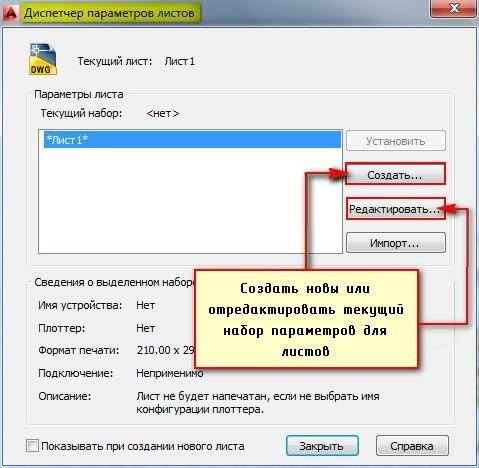 Диспетчер параметров листов
DWG
Текущий лист: Лист1
Параметры листа
Текущий набор: <нет>
*Лист1*
Установить
Создать...
Редактировать...
Импорт...
Создать новы или
отредактировать текущий
набор параметров для
листов
Сведения о выделенном наборе
Имя устройства: Нет
Плоттер: Нет
Формат печати: 210.00 x 29
Подключение: Неприменимо
Описание: Лист не будет напечатан, если не выбрать имя
конфигурации плоттера.
Показывать при создании нового листа
Закрыть
Справка